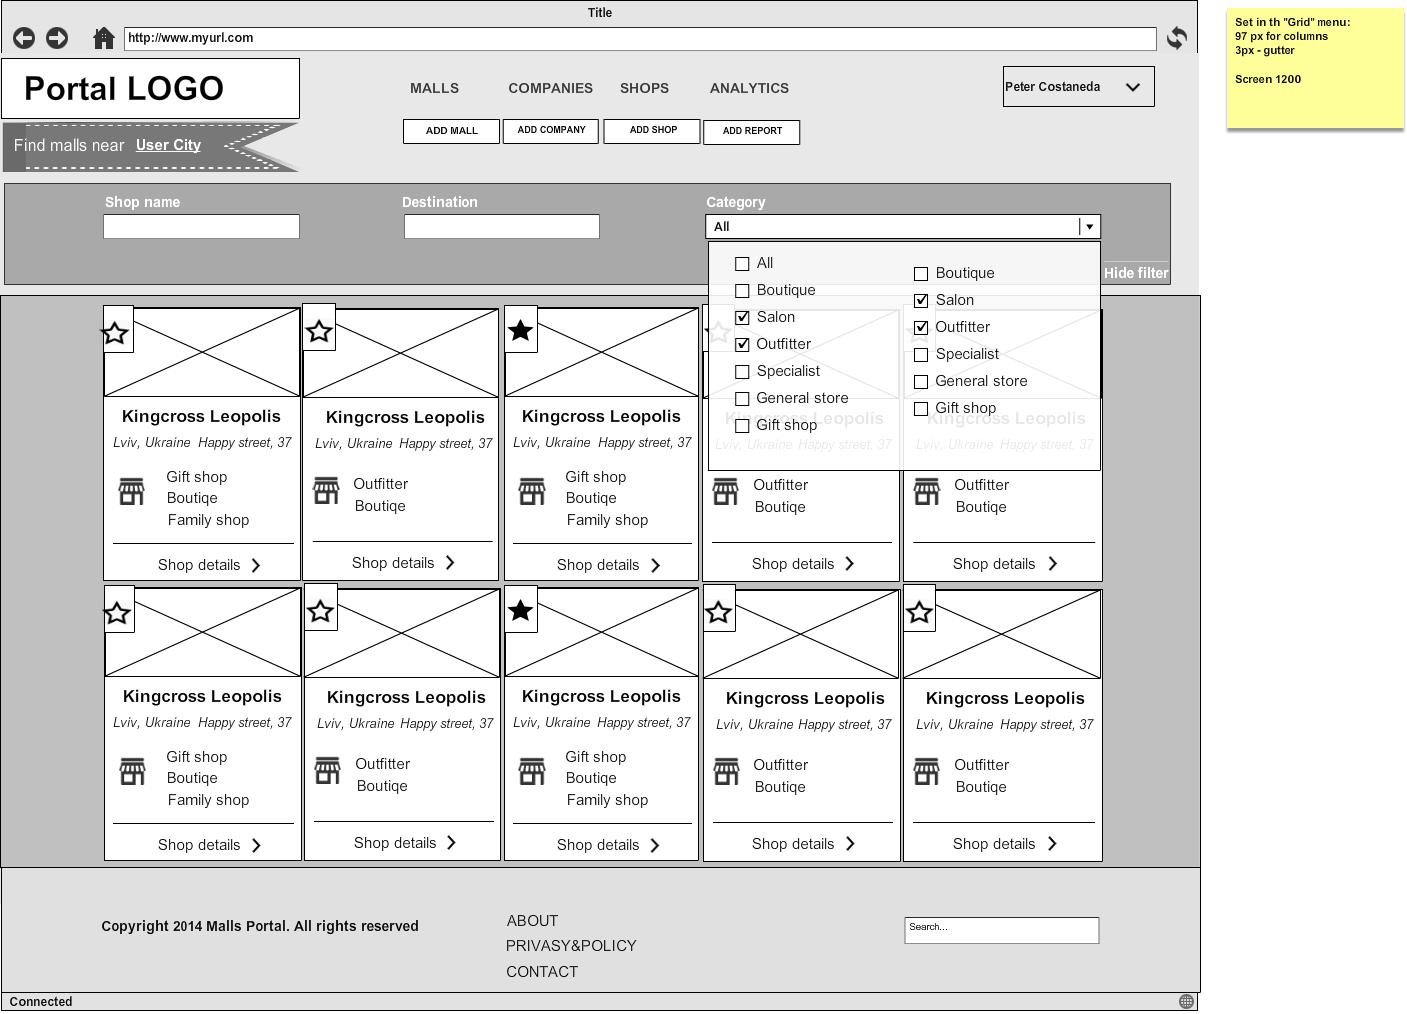 Title
http://www.myurl.com
Set in th "Grid" menu:
97 px for columns
3px - gutter
Screen 1200
Portal LOGO
MALLS COMPANIES SHOPS ANALYTICS
Peter Costaneda
ADD MALL ADD COMPANY ADD SHOP ADD REPORT
Find malls near User City
Shop name Destination Category
All
Hide filter
All
Boutique
Salon
Outfitter
Specialist
General store
Gift shop
Boutique
Salon
Outfitter
Specialist
General store
Gift shop
Kingcross Leopolis
Lviv, Ukraine Happy street, 37
Gift shop
Boutiqe
Family shop
Shop details
Kingcross Leopolis
Lviv, Ukraine Happy street, 37
Outfitter
Boutiqe
Shop details
Kingcross Leopolis
Lviv, Ukraine Happy street, 37
Gift shop
Boutiqe
Family shop
Shop details
Kingcross Leopolis
Lviv, Ukraine Happy street, 37
Outfitter
Boutiqe
Shop details
Kingcross Leopolis
Lviv, Ukraine Happy street, 37
Outfitter
Boutiqe
Shop details
Kingcross Leopolis
Lviv, Ukraine Happy street, 37
Gift shop
Boutiqe
Family shop
Shop details
Kingcross Leopolis
Lviv, Ukraine Happy street, 37
Outfitter
Boutiqe
Shop details
Kingcross Leopolis
Lviv, Ukraine Happy street, 37
Gift shop
Boutiqe
Family shop
Shop details
Kingcross Leopolis
Lviv, Ukraine Happy street, 37
Outfitter
Boutiqe
Shop details
Kingcross Leopolis
Lviv, Ukraine Happy street, 37
Outfitter
Boutiqe
Shop details
Copyright 2014 Malls Portal. All rights reserved
ABOUT
PRIVASY&POLICY
CONTACT
Search...
Connected